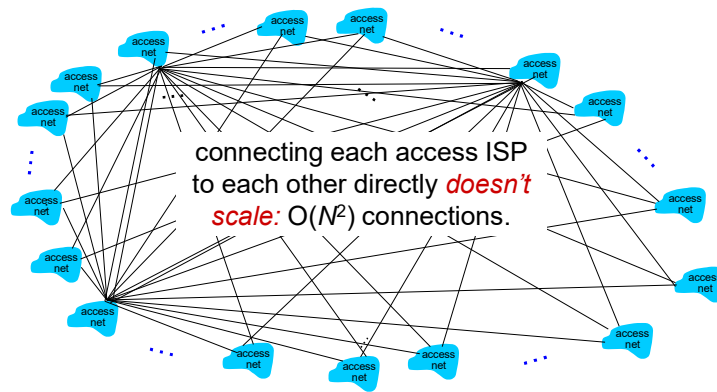 access
net
access
net
access
net
access
net
access
net
access
net
access
net
connecting each access ISP
to each other directly doesn't
scale: O(N²) connections.
access
net
access
net
access
net
access
net
access
net
access
net
access
net
access
net
access
net